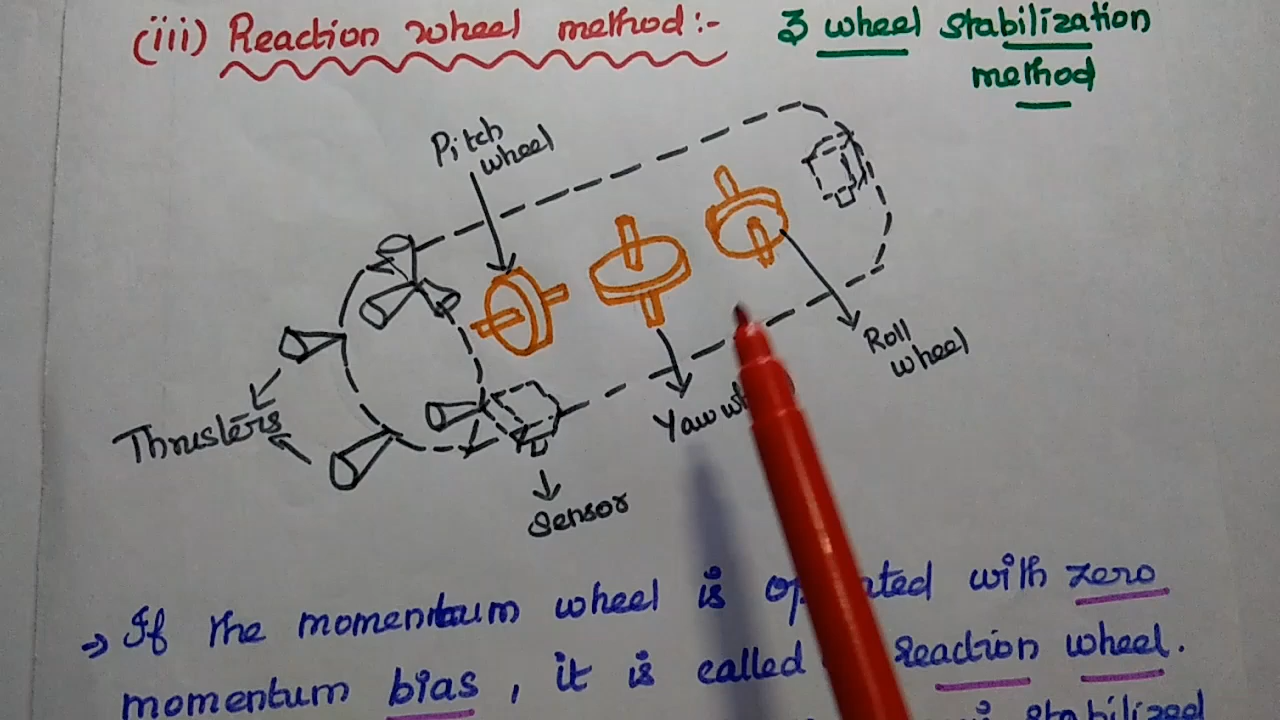 (iii) Reaction wheel method:- 3 wheel stabilization
method
Pitch
wheel
Roll
wheel
Yaw
Thrusters
Sensor
→ If the momentum wheel is with zero
momentum bias, it is called reaction wheel.
stabilized